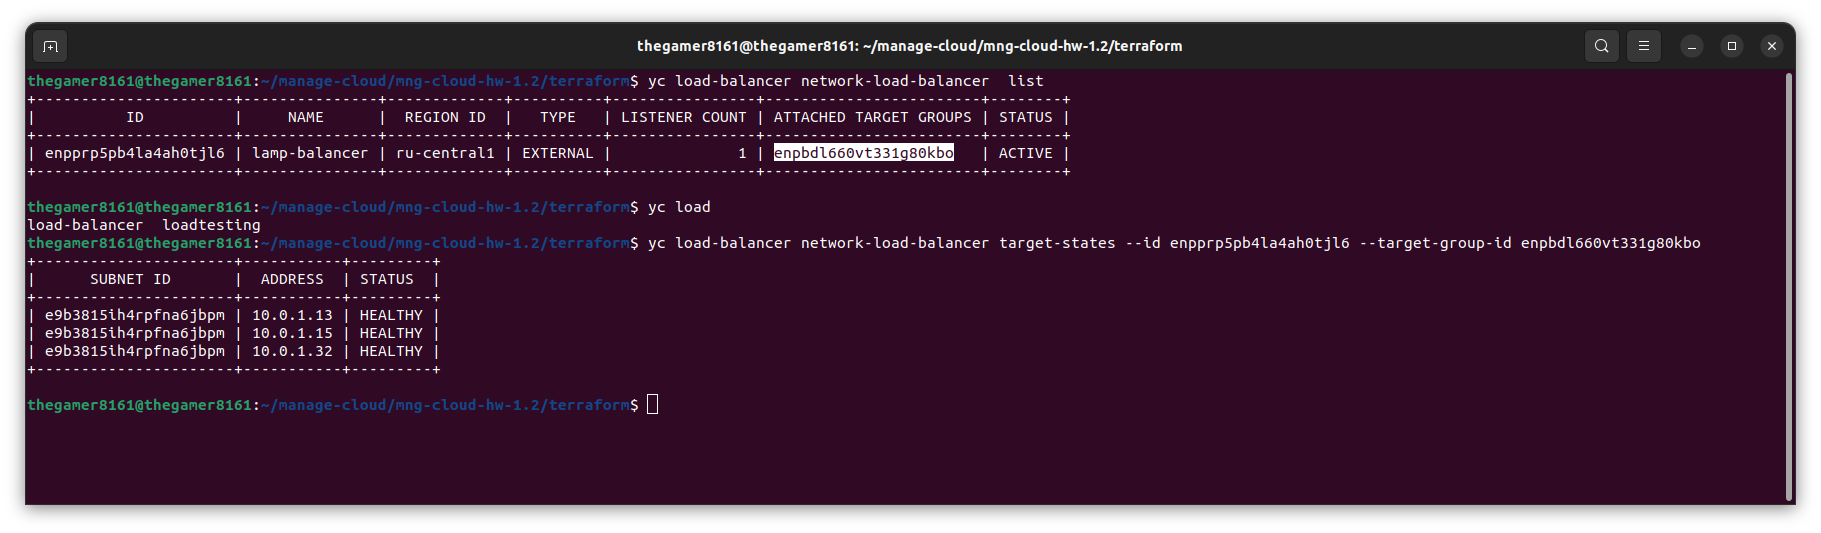 thegamer8161@thegamer8161: ~/manage-cloud/mng-cloud-hw-1.2/terraform
thegamer8161@thegamer8161:~/manage-cloud/mng-cloud-hw-1.2/terraform$ yc load-balancer network-load-balancer  list
+----------------------+---------------+-------------+----------+----------------+------------------------+--------+
|          ID          |     NAME      |  REGION ID  |   TYPE   | LISTENER COUNT | ATTACHED TARGET GROUPS | STATUS |
+----------------------+---------------+-------------+----------+----------------+------------------------+--------+
| enpprp5pb4la4ah0tjl6 | lamp-balancer | ru-central1 | EXTERNAL |              1 | enpbdl660vt331g80kbo   | ACTIVE |
+----------------------+---------------+-------------+----------+----------------+------------------------+--------+
thegamer8161@thegamer8161:~/manage-cloud/mng-cloud-hw-1.2/terraform$ yc load
load-balancer  loadtesting
thegamer8161@thegamer8161:~/manage-cloud/mng-cloud-hw-1.2/terraform$ yc load-balancer network-load-balancer target-states --id enpprp5pb4la4ah0tjl6 --target-group-id enpbdl660vt331g80kbo
+----------------------+-----------+---------+
|      SUBNET ID       |  ADDRESS  | STATUS  |
+----------------------+-----------+---------+
| e9b3815ih4rpfna6jbpm | 10.0.1.13 | HEALTHY |
| e9b3815ih4rpfna6jbpm | 10.0.1.15 | HEALTHY |
| e9b3815ih4rpfna6jbpm | 10.0.1.32 | HEALTHY |
+----------------------+-----------+---------+
thegamer8161@thegamer8161:~/manage-cloud/mng-cloud-hw-1.2/terraform$